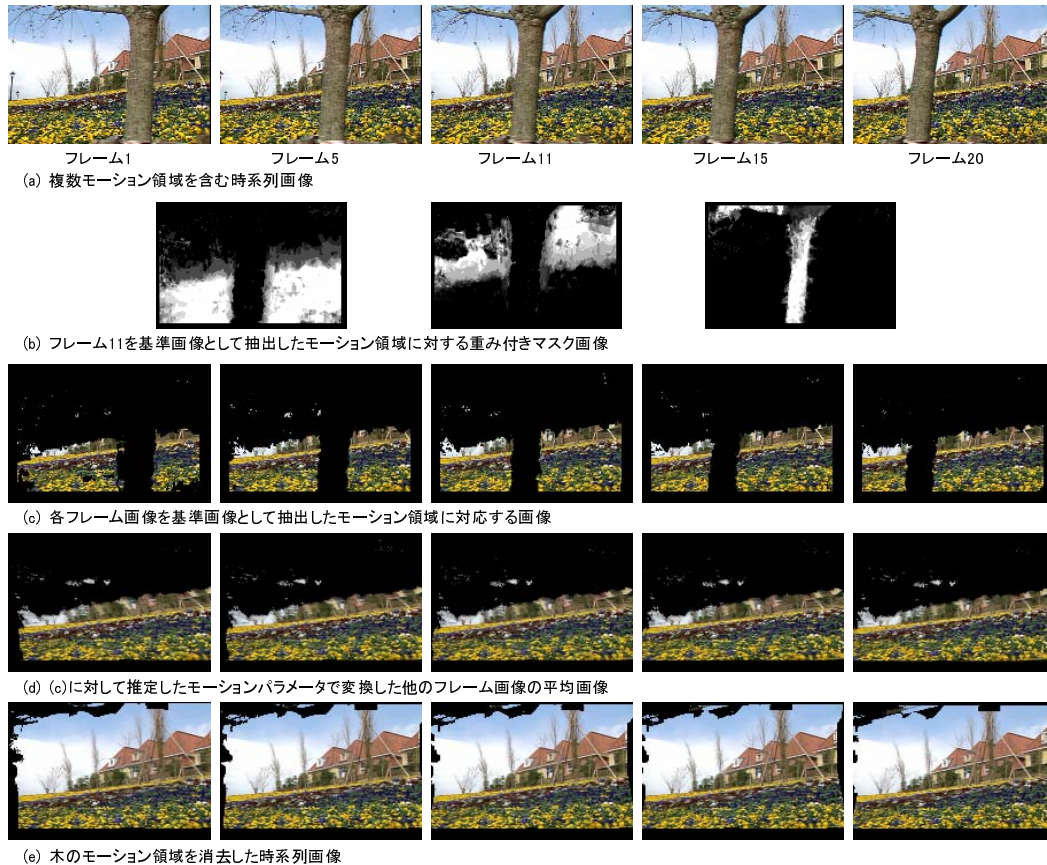 フレーム1 フレーム5 フレーム11 フレーム15 フレーム20
(a) 複数モーション領域を含む時系列画像
(b) フレーム11を基準画像として抽出したモーション領域に対する重み付きマスク画像
(c) 各フレーム画像を基準画像として抽出したモーション領域に対応する画像
(d) (c)に対して推定したモーションパラメータで変換した他のフレーム画像の平均画像
(e) 木のモーション領域を消去した時系列画像